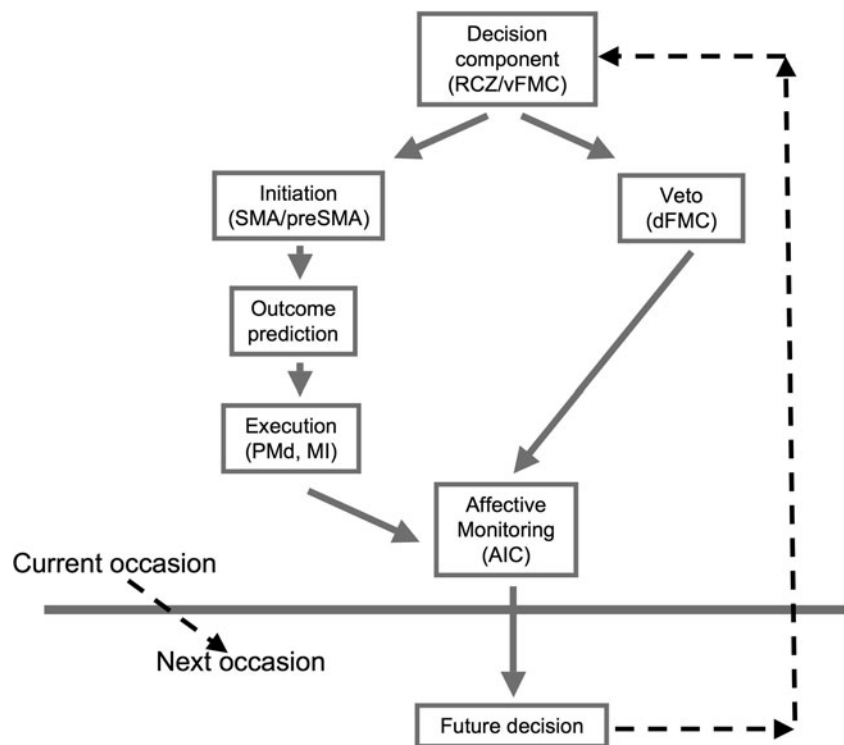 Decision
component
(RCZ/vFMC)
Initiation
(SMA/preSMA)
Veto
(dFMC)
Outcome
prediction
Execution
(PMd, MI)
Affective
Monitoring
(AIC)
Current occasion
Next occasion
Future decision